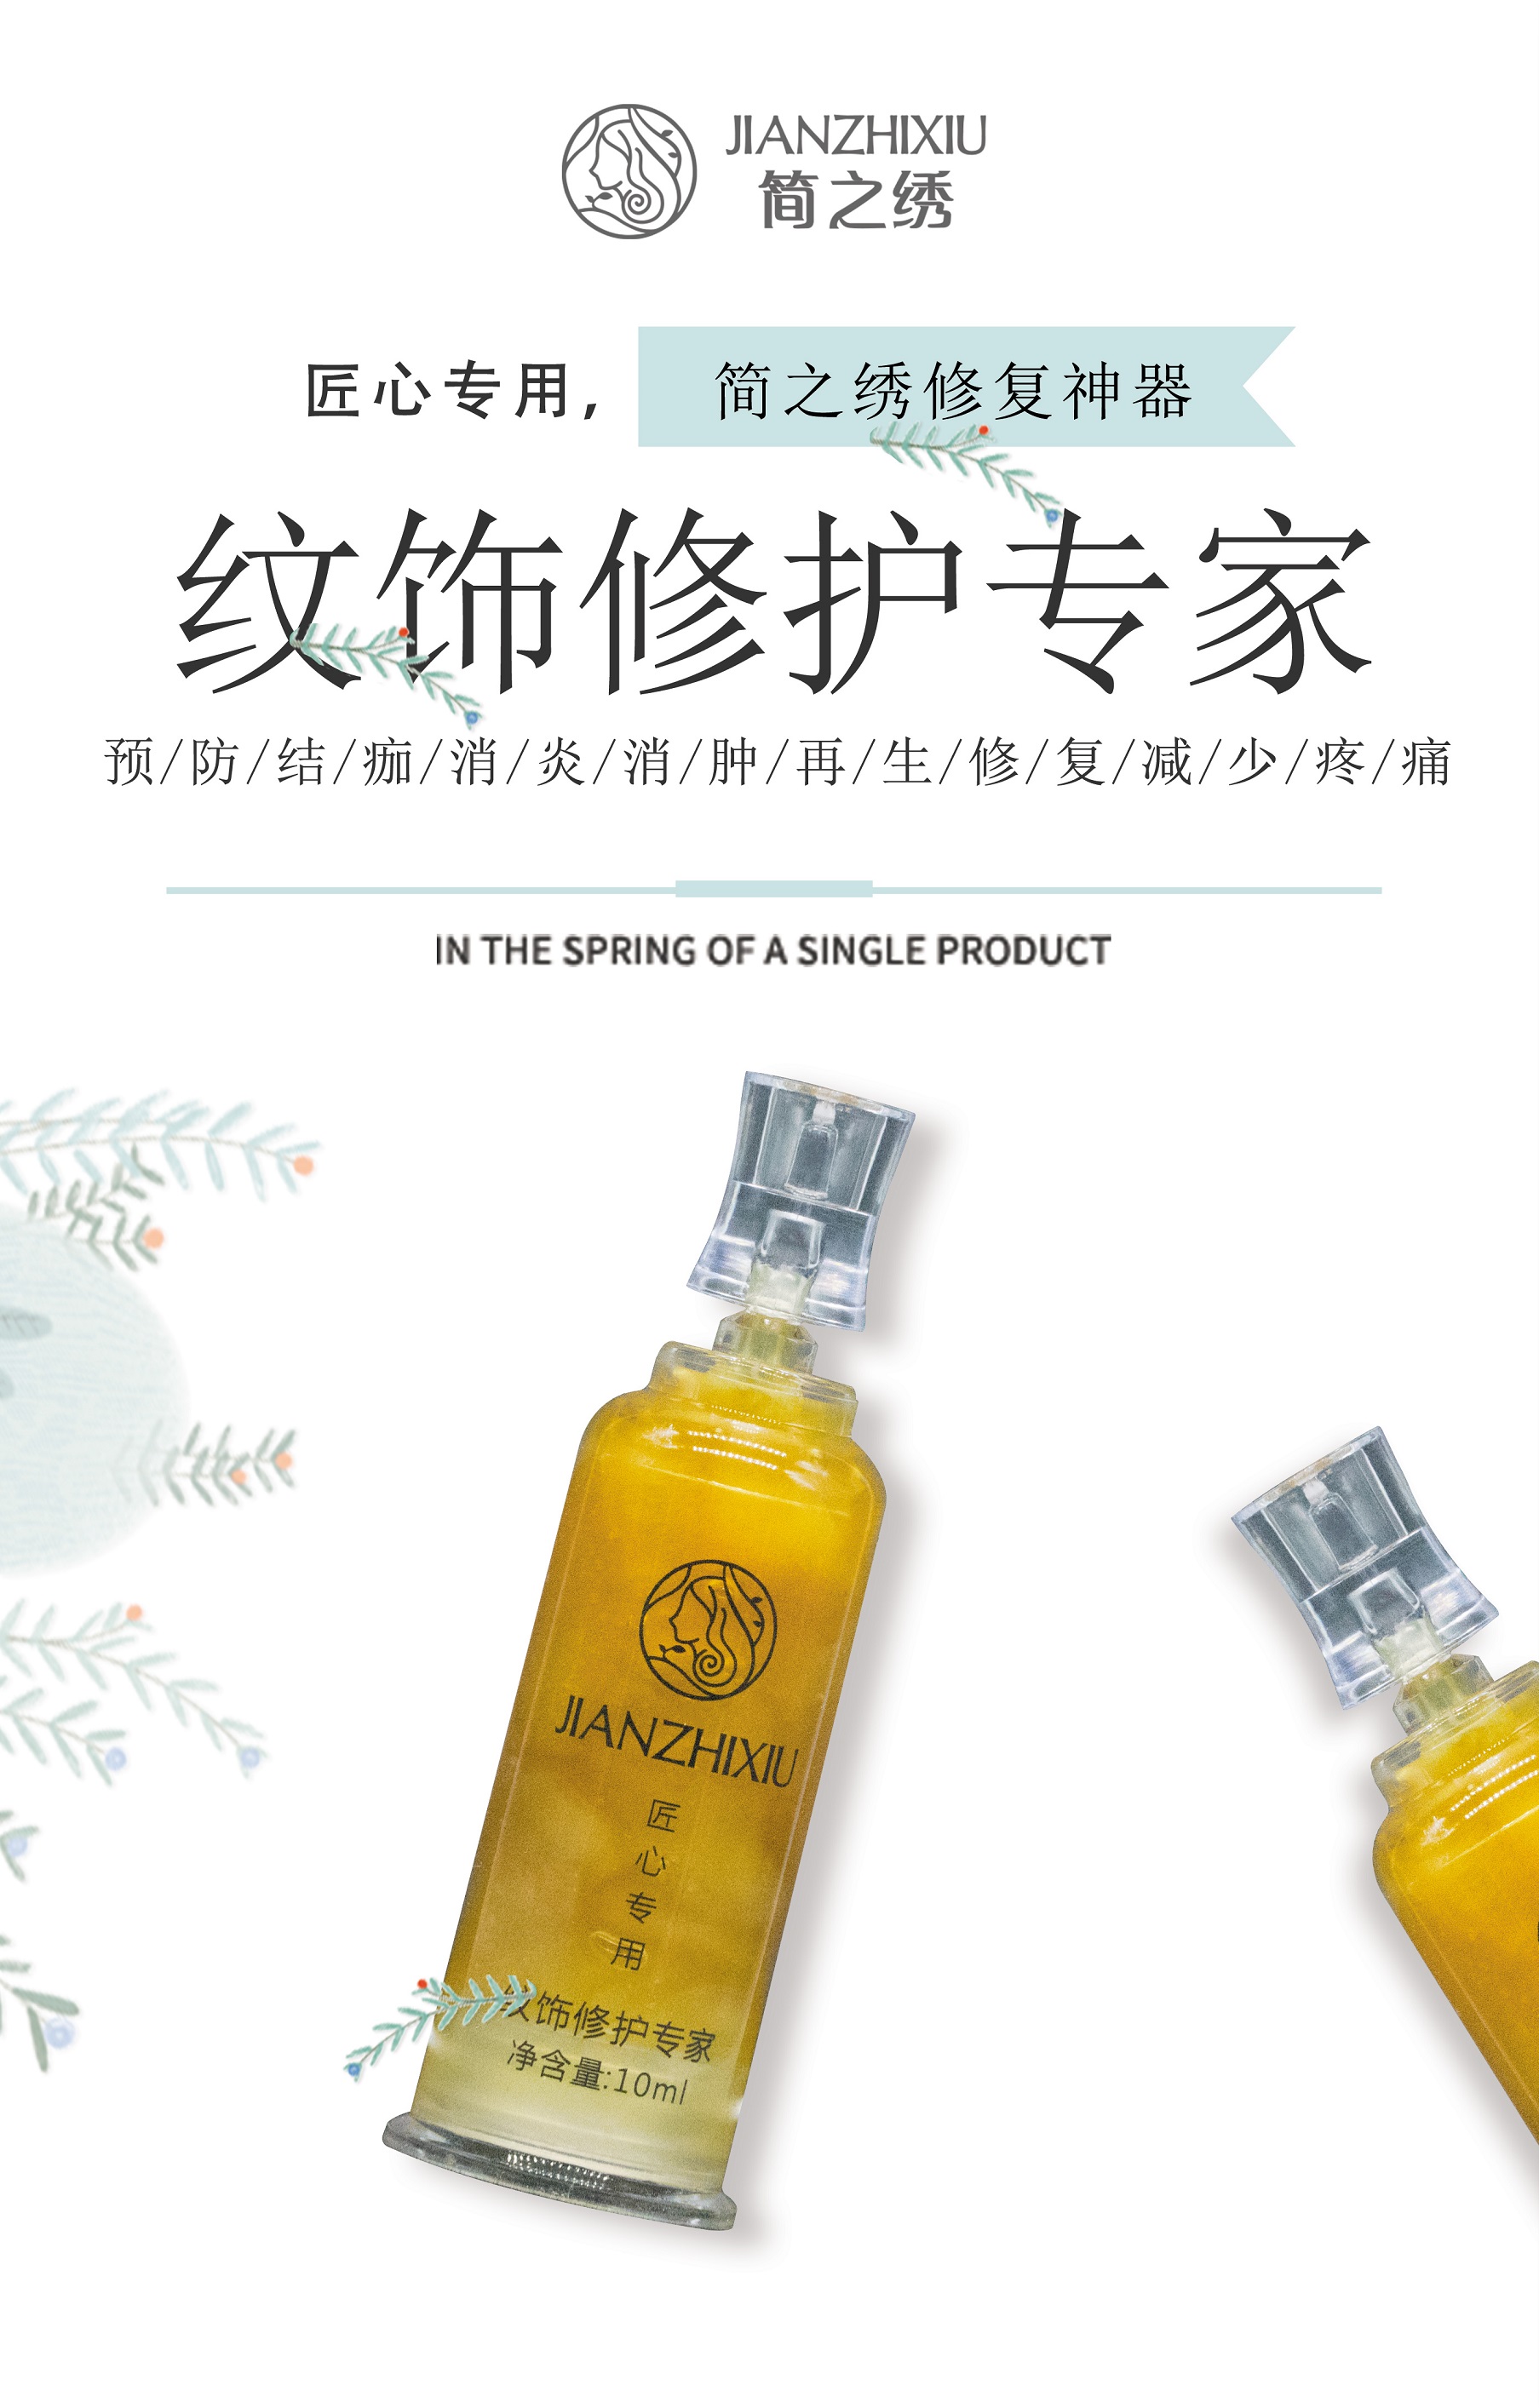 JIANZHIXIU
简之绣
匠心专用,
简之绣修复神器
纹饰修护专家
预/防/结/痂/消/炎/消/肿/再/生/修/复/减/少/疼/痛
IN THE SPRING OF A SINGLE PRODUCT
JIANZHIXIU
匠
心
专
用
纹饰修护专家
净含量:10ml